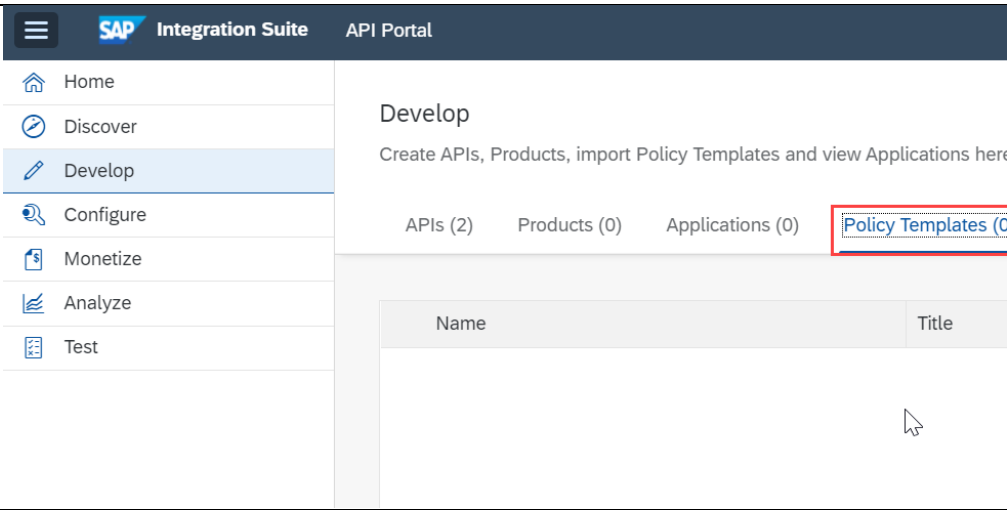 SAP Integration Suite API Portal
Home
Discover
Develop
Configure
Monetize
Analyze
Test
Develop
Create APIs, Products, import Policy Templates and view Applications here
APIs (2) Products (0) Applications (0) Policy Templates (0
Name Title